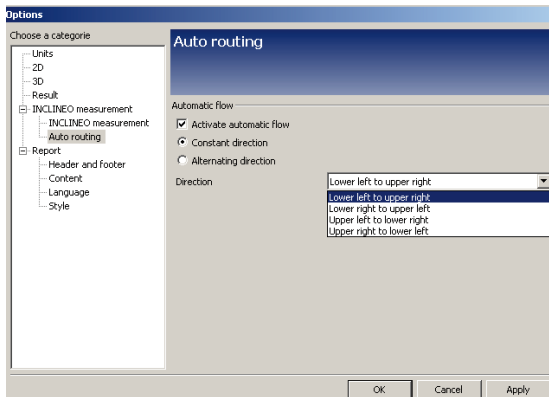 Options
Choose a categorie
Units
2D
3D
Result
INCLINEO measurement
INCLINEO measurement
Auto routing
Report
Header and footer
Content
Language
Style
Auto routing
Automatic flow
Activate automatic flow
Constant direction
Alternating direction
Direction
Lower left to upper right
Lower left to upper right
Lower right to upper left
Upper left to lower right
Upper right to lower left
OK
Cancel
Apply